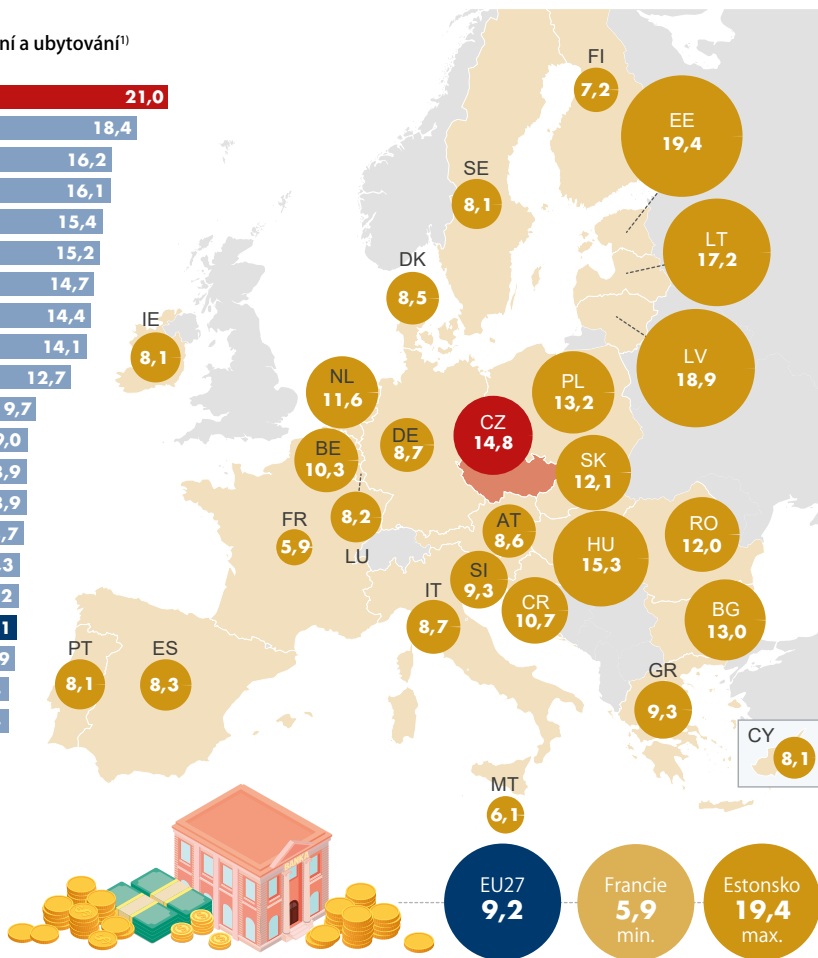 ní a ubytování¹⁾
21,0
18,4
16,2
16,1
15,4
15,2
14,7
14,4
14,1
12,7
9,7
FI
7,2
EE
19,4
SE
8,1
LT
17,2
DK
8,5
IE
8,1
LV
18,9
NL
11,6
PL
13,2
CZ
14,8
DE
8,7
BE
10,3
SK
12,1
FR
5,9
8,2
LU
AT
8,6
HU
15,3
RO
12,0
SI
9,3
IT
8,7
CR
10,7
BG
13,0
PT
8,1
ES
8,3
GR
9,3
CY
8,1
MT
6,1
BANKA
EU27
9,2
Francie
5,9
min.
Estonsko
19,4
max.